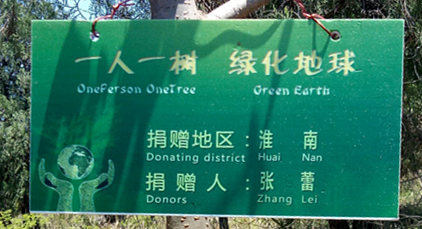 一人一树 绿化地球
OnePerson OneTree Green Earth
捐赠地区：淮 南
Donating district Huai Nan
捐 赠 人：张 蕾
Donors Zhang Lei